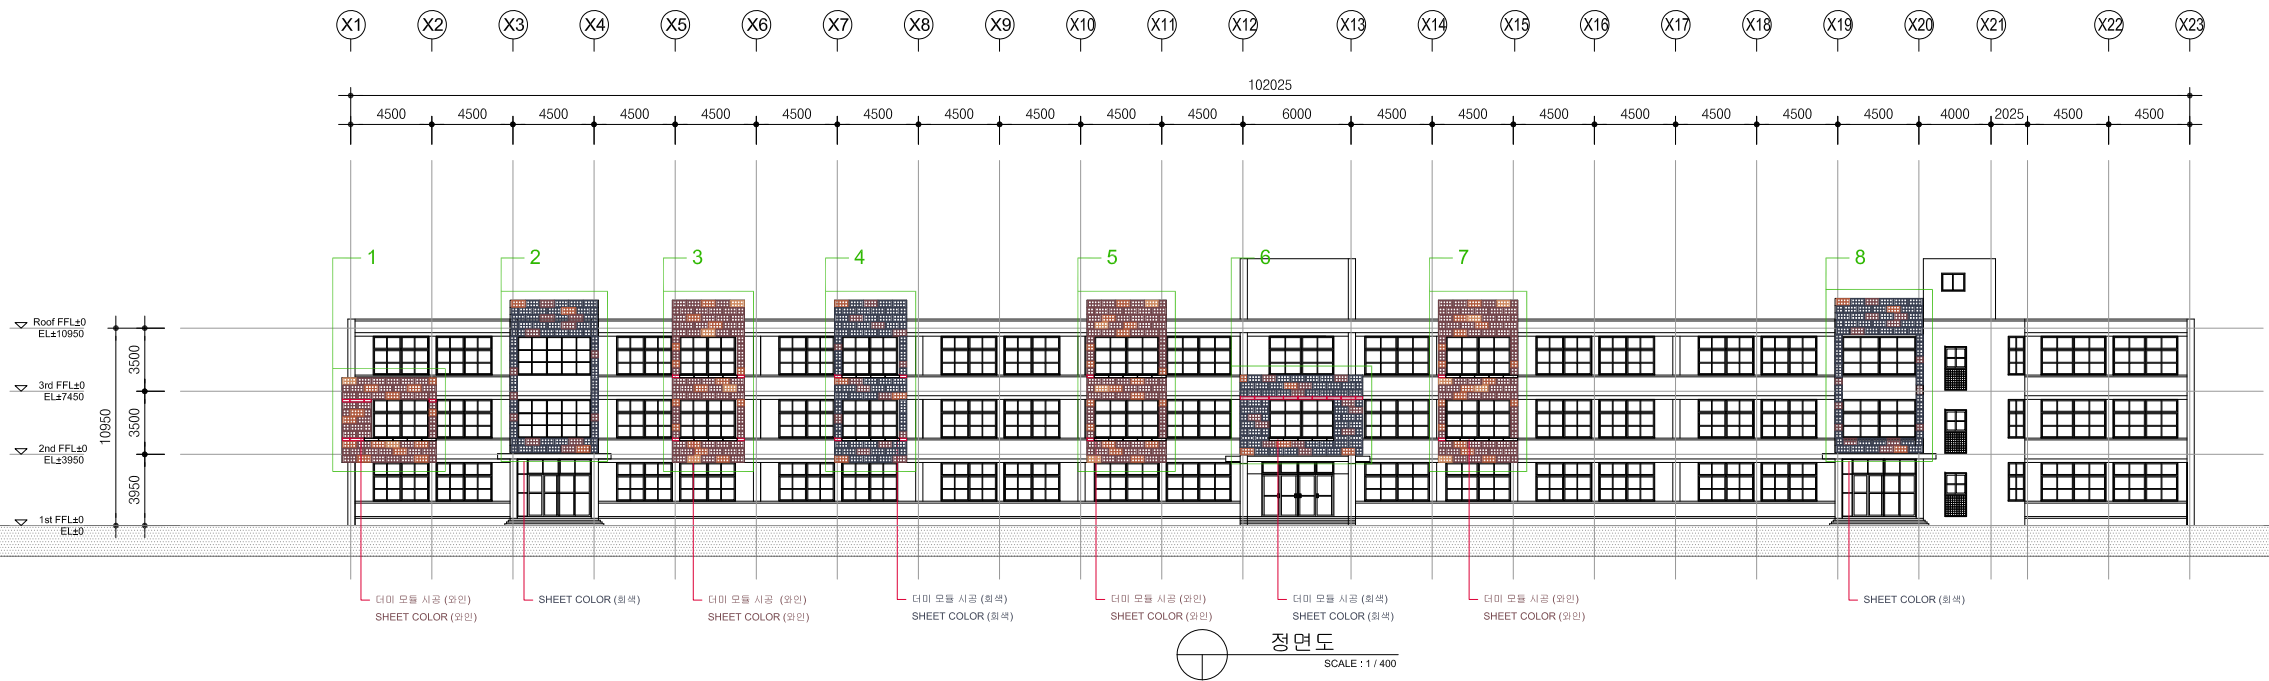 X1 X2 X3 X4 X5 X6 X7 X8 X9 X10 X11 X12 X13 X14 X15 X16 X17 X18 X19 X20 X21 X22 X23
102025
4500 4500 4500 4500 4500 4500 4500 4500 4500 4500 4500 6000 4500 4500 4500 4500 4500 4500 4500 4000 2025 4500 4500
1 2 3 4 5 6 7 8
Roof FFL±0
EL±10950
3500
3rd FFL±0
EL±7450
10950
3500
2nd FFL±0
EL±3950
3950
1st FFL±0
EL±0
더미 모듈 시공 (와인)
SHEET COLOR (와인)
SHEET COLOR (회색)
더미 모듈 시공 (와인)
SHEET COLOR (와인)
더미 모듈 시공 (회색)
SHEET COLOR (회색)
더미 모듈 시공 (와인)
SHEET COLOR (와인)
더미 모듈 시공 (회색)
SHEET COLOR (회색)
더미 모듈 시공 (와인)
SHEET COLOR (와인)
SHEET COLOR (회색)
정면도
SCALE : 1 / 400